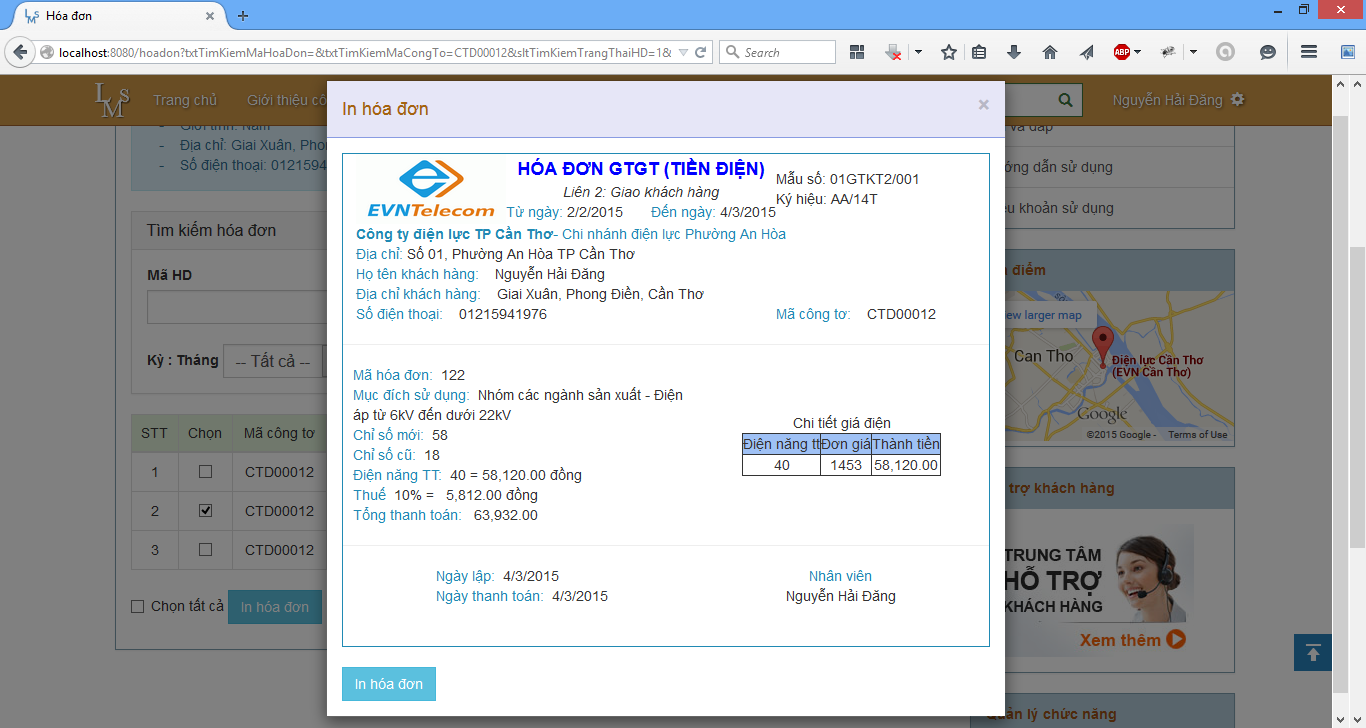 Hóa đơn
localhost:8080/hoadon?txtTimKiemMaHoaDon=&txtTimKiemMaCongTo=CTD00012&sltTimKiemTrangThaiHD=1&
Search
ABP
LMS
Trang chủ
Giới thiệu cô
Nguyễn Hải Đăng
- Giới tính: Nam
- Địa chỉ: Giai Xuân, Pho
- Số điện thoại: 0121594
Tìm kiếm hóa đơn
Mã HD
Kỳ : Tháng
-- Tất cả --
STT Chọn Mã công tơ
1 CTD00012
2 CTD00012
3 CTD00012
Chọn tất cả
In hóa đơn
In hóa đơn
×
EVNTelecom
HÓA ĐƠN GTGT (TIỀN ĐIỆN)
Liên 2: Giao khách hàng
Từ ngày: 2/2/2015 Đến ngày: 4/3/2015
Mẫu số: 01GTKT2/001
Ký hiệu: AA/14T
Công ty điện lực TP Cần Thơ- Chi nhánh điện lực Phường An Hòa
Địa chỉ: Số 01, Phường An Hòa TP Cần Thơ
Họ tên khách hàng: Nguyễn Hải Đăng
Địa chỉ khách hàng: Giai Xuân, Phong Điền, Cần Thơ
Số điện thoại: 01215941976
Mã công tơ: CTD00012
Mã hóa đơn: 122
Mục đích sử dụng: Nhóm các ngành sản xuất - Điện
áp từ 6kV đến dưới 22kV
Chỉ số mới: 58
Chỉ số cũ: 18
Điện năng TT: 40 = 58,120.00 đồng
Thuế 10% = 5,812.00 đồng
Tổng thanh toán: 63,932.00
Chi tiết giá điện
Điện năng tt Đơn giá Thành tiền
40 1453 58,120.00
Ngày lập: 4/3/2015
Ngày thanh toán: 4/3/2015
Nhân viên
Nguyễn Hải Đăng
In hóa đơn
và đáp
ớng dẫn sử dụng
u khoản sử dụng
điểm
ew larger map
Can Tho
Điện lực Cần Thơ
(EVN Cần Thơ)
Google
©2015 Google - Terms of Use
trợ khách hàng
TRUNG TÂM
HỖ TRỢ
KHÁCH HÀNG
Xem thêm
Quản lý chức năng